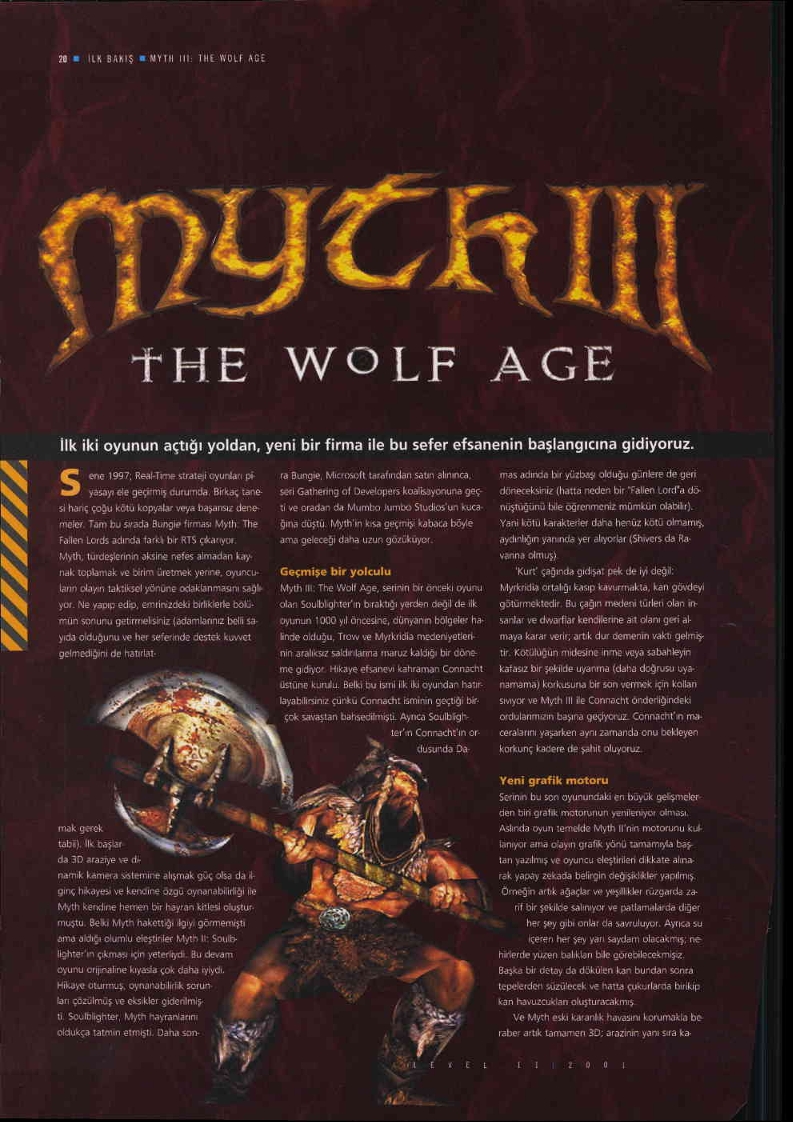 20 ■ İLK BAKIŞ ■ MYTH III: THE WOLF AGE
Myth III
THE WOLF AGE
İlk iki oyunun açtığı yoldan, yeni bir firma ile bu sefer efsanenin başlangıcına gidiyoruz.
Sene 1997; Real-Time strateji oyunları pi-
yasayı ele geçirmiş durumda. Birkaç tane-
si hariç çoğu kötü kopyalar veya başarısız dene-
meler. Tam bu sırada Bungie firması Myth: The
Fallen Lords adında farklı bir RTS çıkarıyor.
Myth, türdeşlerinin aksine nefes almadan kay-
nak toplamak ve birim üretmek yerine, oyuncu-
ların olayın taktiksel yönüne odaklanmasını sağlı-
yor. Ne yapıp edip, emrinizdeki birliklerle bölü-
mün sonunu getirmelisiniz (adamlarınız belli sa-
yıda olduğunu ve her seferinde destek kuvvet
gelmediğini de hatırlat-
mak gerek
tabii). İlk başlar-
da 3D araziye ve di-
namik kamera sistemine alışmak güç olsa da il-
ginç hikayesi ve kendine özgü oynanabilirliği ile
Myth kendine hemen bir hayran kitlesi oluştur-
muştu. Belki Myth hakettiği ilgiyi görmemişti
ama aldığı olumlu eleştiriler Myth II: Soulb-
lighter'ın çıkması için yeterliydi. Bu devam
oyunu orijinaline kıyasla çok daha iyiydi.
Hikaye oturmuş, oynanabilirlik sorun-
ları çözülmüş ve eksikler giderilmiş-
ti. Soulblighter, Myth hayranlarını
oldukça tatmin etmişti. Daha son-
ra Bungie, Microsoft tarafından satın alınınca,
seri Gathering of Developers koalisayonuna geç-
ti ve oradan da Mumbo Jumbo Studios'un kuca-
ğına düştü. Myth'in kısa geçmişi kabaca böyle
ama geleceği daha uzun gözüküyor.
Geçmişe bir yolculu
Myth III: The Wolf Age, serinin bir önceki oyunu
olan Soulblighter'ın bıraktığı yerden değil de ilk
oyunun 1000 yıl öncesine, dünyanın bölgeler ha-
linde olduğu, Trow ve Myrkridia medeniyetleri-
nin aralıksız saldırılarına maruz kaldığı bir döne-
me gidiyor. Hikaye efsanevi kahraman Connacht
üstüne kurulu. Belki bu ismi ilk iki oyundan hatır-
layabilirsiniz çünkü Connacht isminin geçtiği bir-
çok savaştan bahsedilmişti. Ayrıca Soulbligh-
ter'ın Connacht'ın or-
dusunda Da-
mas adında bir yüzbaşı olduğu günlere de geri
döneceksiniz (hatta neden bir "Fallen Lord"a dö-
nüştüğünü bile öğrenmeniz mümkün olabilir).
Yani kötü karakterler daha henüz kötü olmamış,
aydınlığın yanında yer alıyorlar (Shivers da Ra-
vanna olmuş).
'Kurt' çağında gidişat pek de iyi değil:
Myrkridia ortalığı kasıp kavurmakta, kan gövdeyi
götürmektedir. Bu çağın medeni türleri olan in-
sanlar ve dwarflar kendilerine ait olanı geri al-
maya karar verir; artık dur demenin vakti gelmiş-
tir. Kötülüğün midesine inme veya sabahleyin
kafasız bir şekilde uyanma (daha doğrusu uya-
namama) korkusuna bir son vermek için kolları
sıvıyor ve Myth III ile Connacht önderliğindeki
ordularımızın başına geçiyoruz. Connacht'ın ma-
ceralarını yaşarken aynı zamanda onu bekleyen
korkunç kadere de şahit oluyoruz.
Yeni grafik motoru
Serinin bu son oyunundaki en büyük gelişmeler-
den biri grafik motorunun yenileniyor olması.
Aslında oyun temelde Myth II'nin motorunu kul-
lanıyor ama olayın grafik yönü tamamıyla baş-
tan yazılmış ve oyuncu eleştirileri dikkate alına-
rak yapay zekada belirgin değişiklikler yapılmış.
Örneğin artık ağaçlar ve yeşillikler rüzgarda za-
rif bir şekilde salınıyor ve patlamalarda diğer
her şey gibi onlar da savruluyor. Ayrıca su
içeren her şey yarı saydam olacakmış; ne-
hirlerde yüzen balıkları bile görebilecekmişiz.
Başka bir detay da dökülen kan bundan sonra
tepelerden süzülecek ve hatta çukurlarda birikip
kan havuzcukları oluşturacakmış.
Ve Myth eski karanlık havasını korumakla be-
raber artık tamamen 3D; arazinin yanı sıra ka-
LEVEL 11|2001